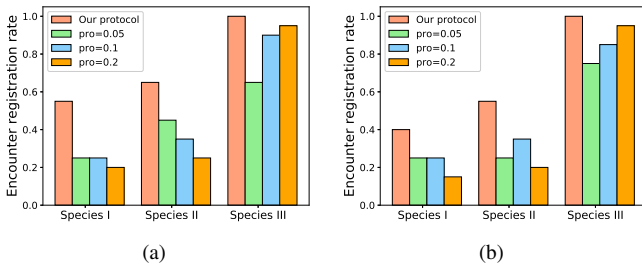 Encounter registration rate
1.0
0.8
0.6
0.4
0.2
0.0
Our protocol
pro=0.05
pro=0.1
pro=0.2
Species I
Species II
Species III
(a)
Encounter registration rate
1.0
0.8
0.6
0.4
0.2
0.0
Our protocol
pro=0.05
pro=0.1
pro=0.2
Species I
Species II
Species III
(b)